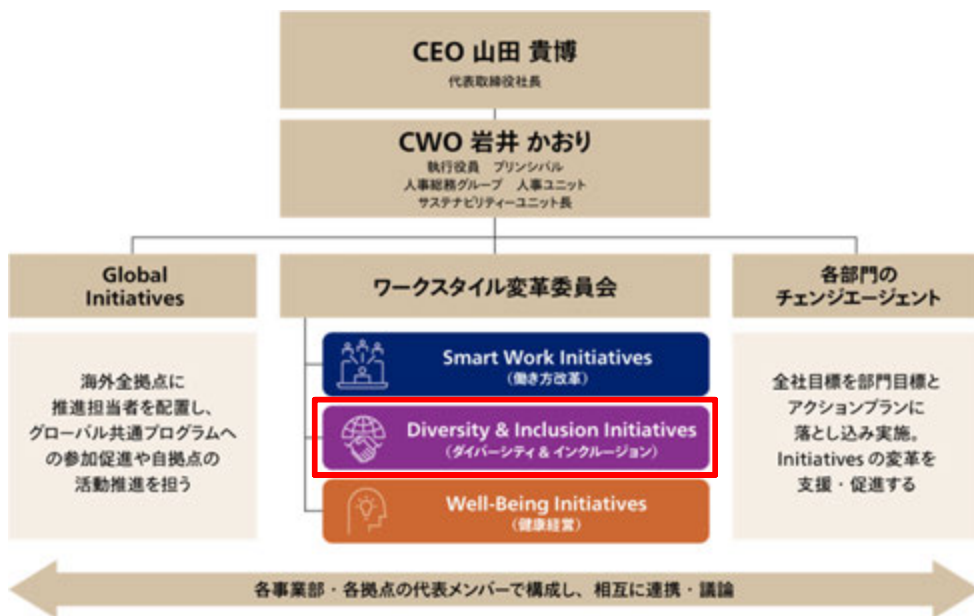 CEO 山田 貴博
代表取締役社長
CWO 岩井 かおり
執行役員 プリンシパル
人事総務グループ 人事ユニット
サステナビリティーユニット長
Global
Initiatives
海外全拠点に
推進担当者を配置し、
グローバル共通プログラムへ
の参加促進や自拠点の
活動推進を担う
ワークスタイル変革委員会
Smart Work Initiatives
（働き方改革）
Diversity & Inclusion Initiatives
（ダイバーシティ & インクルージョン）
Well-Being Initiatives
（健康経営）
各部門の
チェンジエージェント
全社目標を部門目標と
アクションプランに
落とし込み実施。
Initiatives の変革を
支援・促進する
各事業部・各拠点の代表メンバーで構成し、相互に連携・議論